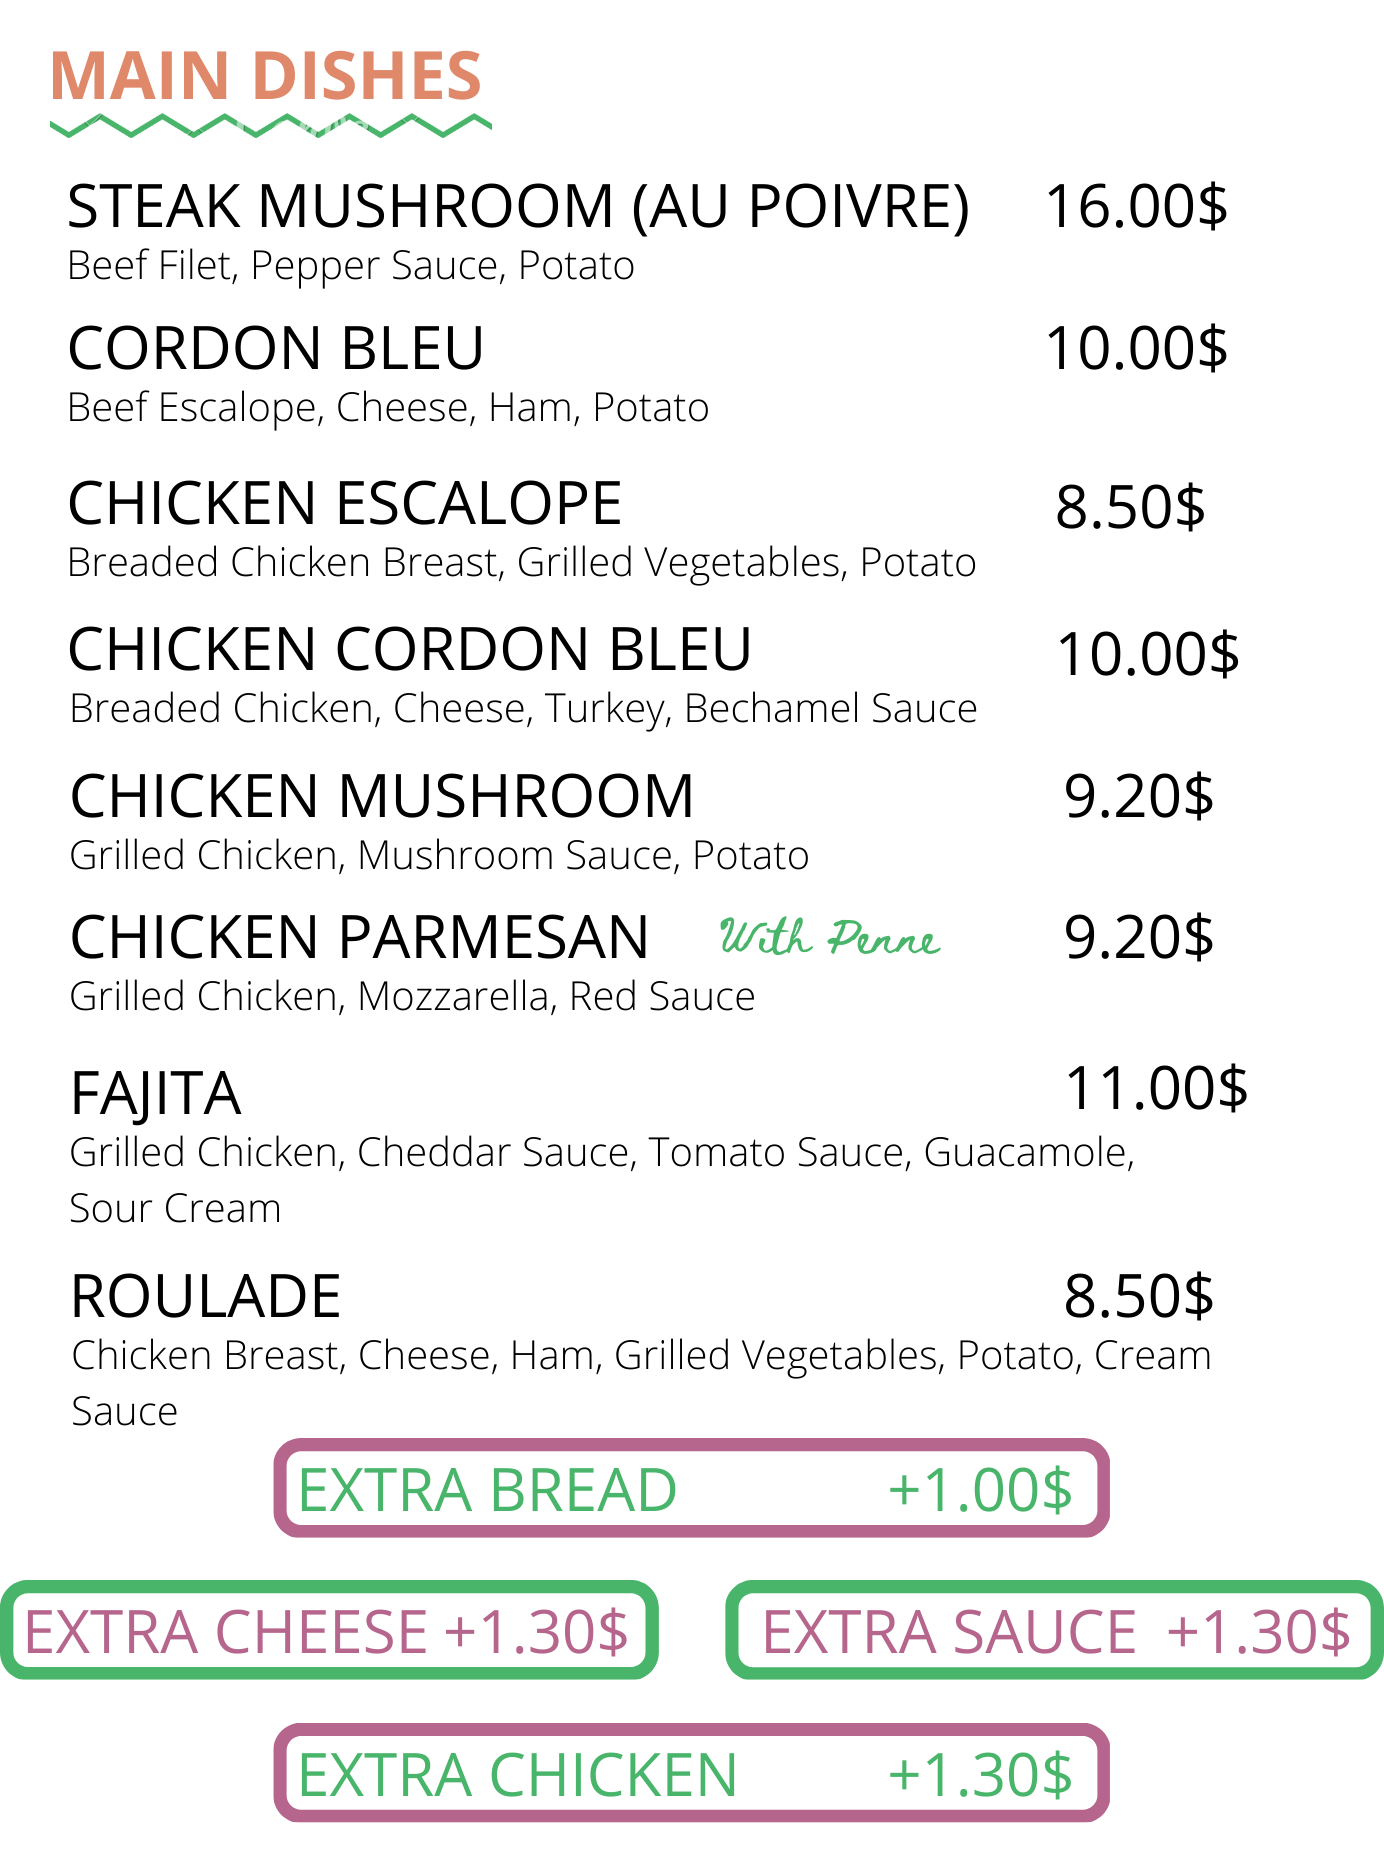 MAIN DISHES
STEAK MUSHROOM (AU POIVRE) 16.00$
Beef Filet, Pepper Sauce, Potato
CORDON BLEU 10.00$
Beef Escalope, Cheese, Ham, Potato
CHICKEN ESCALOPE 8.50$
Breaded Chicken Breast, Grilled Vegetables, Potato
CHICKEN CORDON BLEU 10.00$
Breaded Chicken, Cheese, Turkey, Bechamel Sauce
CHICKEN MUSHROOM 9.20$
Grilled Chicken, Mushroom Sauce, Potato
CHICKEN PARMESAN With Penne 9.20$
Grilled Chicken, Mozzarella, Red Sauce
FAJITA 11.00$
Grilled Chicken, Cheddar Sauce, Tomato Sauce, Guacamole,
Sour Cream
ROULADE 8.50$
Chicken Breast, Cheese, Ham, Grilled Vegetables, Potato, Cream
Sauce
EXTRA BREAD +1.00$
EXTRA CHEESE +1.30$ EXTRA SAUCE +1.30$
EXTRA CHICKEN +1.30$